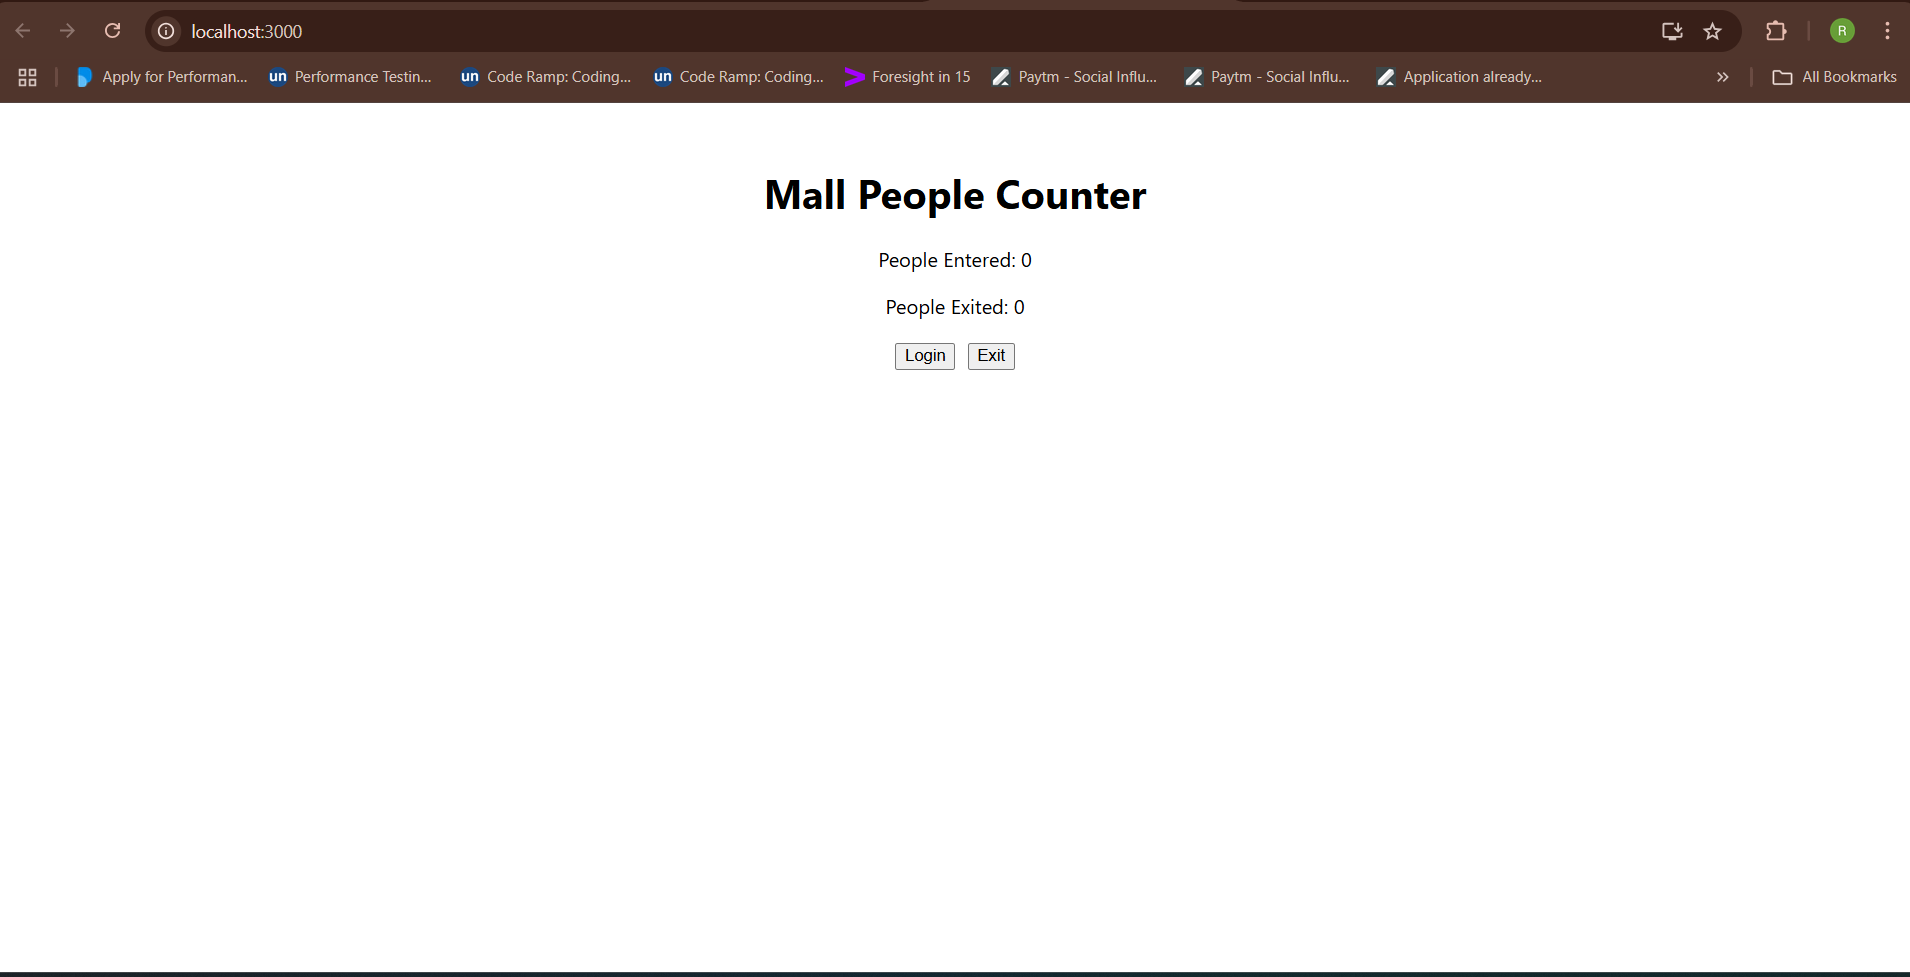 localhost:3000
R
Apply for Performan...
un Performance Testin...
un Code Ramp: Coding...
un Code Ramp: Coding...
Foresight in 15
Paytm - Social Influ...
Paytm - Social Influ...
Application already...
All Bookmarks
Mall People Counter
People Entered: 0
People Exited: 0
Login Exit